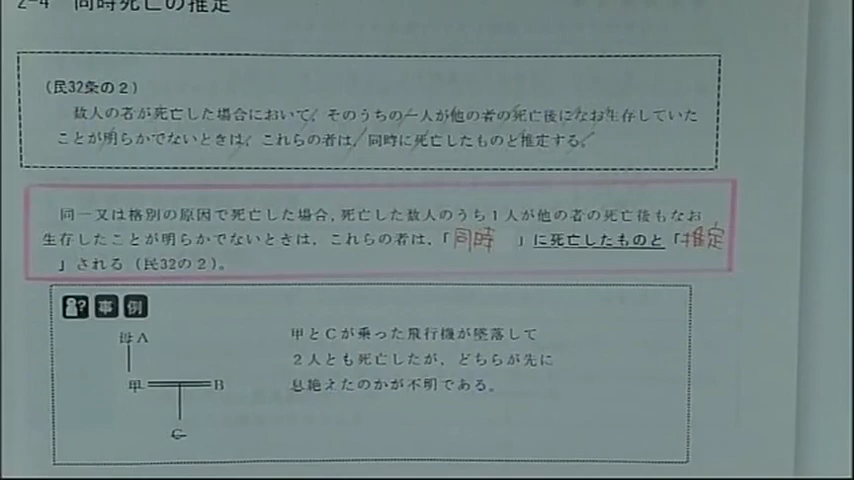 2-4 同時死亡の推定
(民32条の2)
数人の者が死亡した場合において、そのうちの一人が他の者の死亡後になお生存していた
ことが明らかでないときは、これらの者は、同時に死亡したものと推定する。
同一又は格別の原因で死亡した場合，死亡した数人のうち1人が他の者の死亡後もなお
生存したことが明らかでないときは，これらの者は，「同時 」に死亡したものと「推定
」される（民32の2）。
事例
母A
甲 B
C
甲とCが乗った飛行機が墜落して
2人とも死亡したが，どちらが先に
息絶えたのかが不明である。